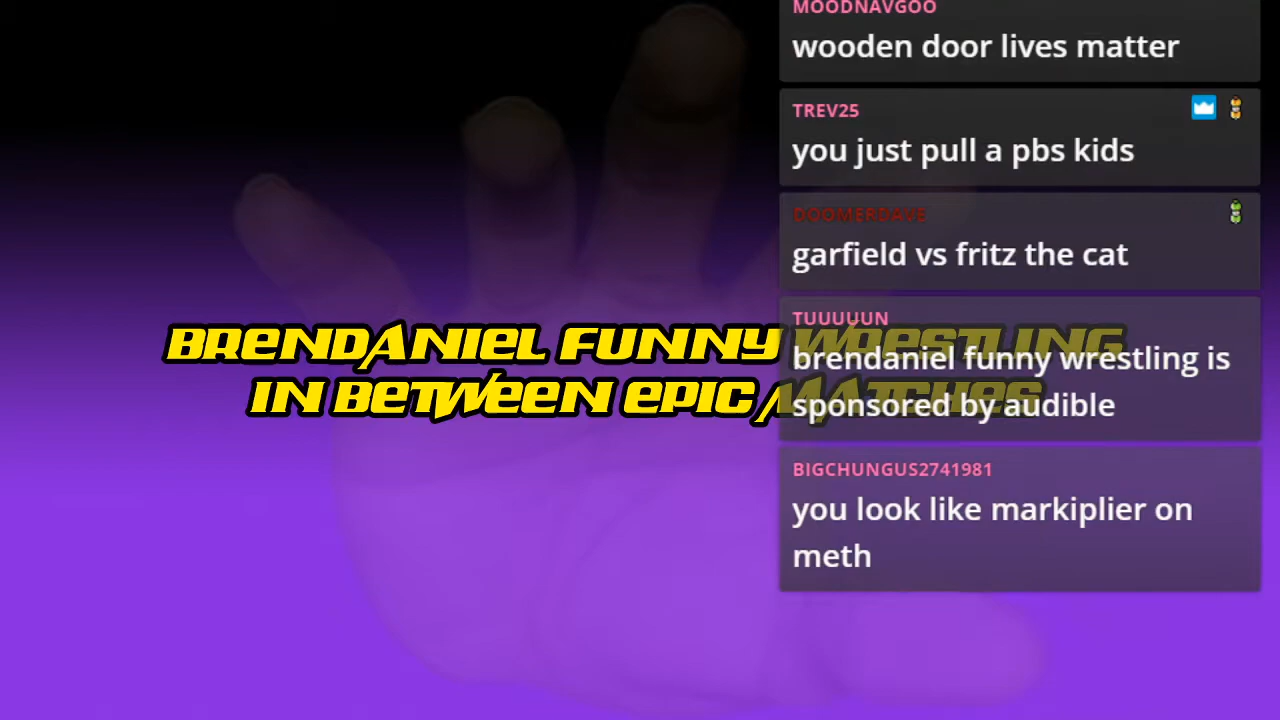 BRENDANIEL FUNNY WRESTLING
IN BETWEEN EPIC MATCHES
MOODNAVGOO
wooden door lives matter
TREV25
you just pull a pbs kids
DOOMERDAVE
garfield vs fritz the cat
TUUUUUN
brendaniel funny wrestling is
sponsored by audible
BIGCHUNGUS2741981
you look like markiplier on
meth